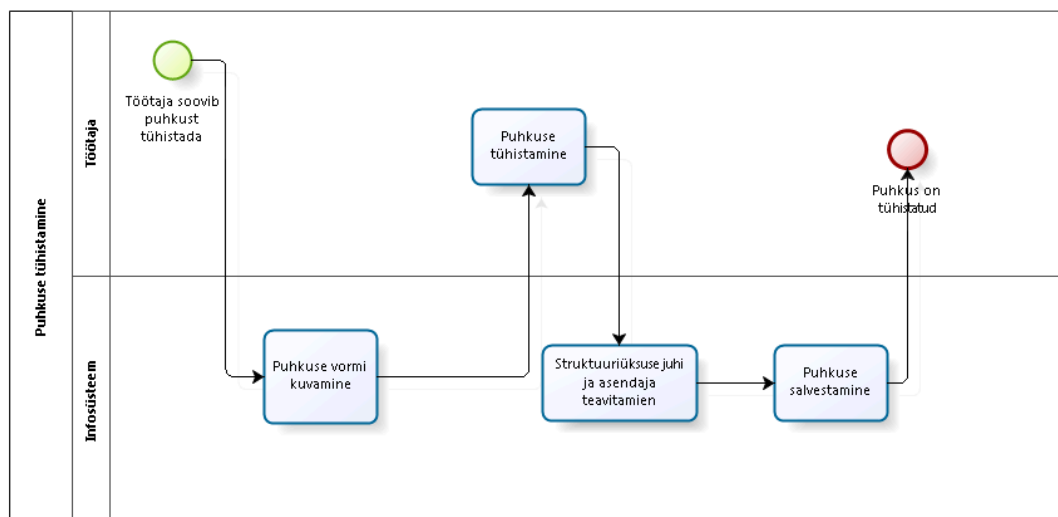 Puhkuse tühistamine
Töötaja
Töötaja soovib
puhkust
tühistada
Puhkuse
tühistamine
Puhkus on
tühistatud
Infosüsteem
Puhkuse vormi
kuvamine
Struktuuriüksuse juhi
ja asendaja
teavitamien
Puhkuse
salvestamine